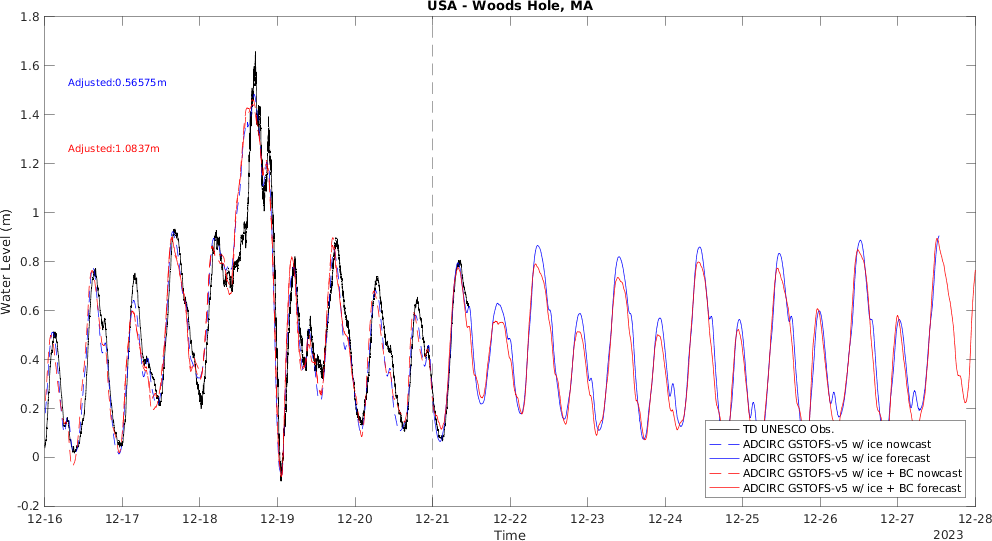 USA - Woods Hole, MA
1.8
1.6
1.4
1.2
1
0.8
0.6
0.4
0.2
0
-0.2
Water Level (m)
Adjusted:0.56575m
Adjusted:1.0837m
TD UNESCO Obs.
ADCIRC GSTOFS-v5 w/ ice nowcast
ADCIRC GSTOFS-v5 w/ ice forecast
ADCIRC GSTOFS-v5 w/ ice + BC nowcast
ADCIRC GSTOFS-v5 w/ ice + BC forecast
12-16 12-17 12-18 12-19 12-20 12-21 12-22 12-23 12-24 12-25 12-26 12-27 12-28
Time
2023